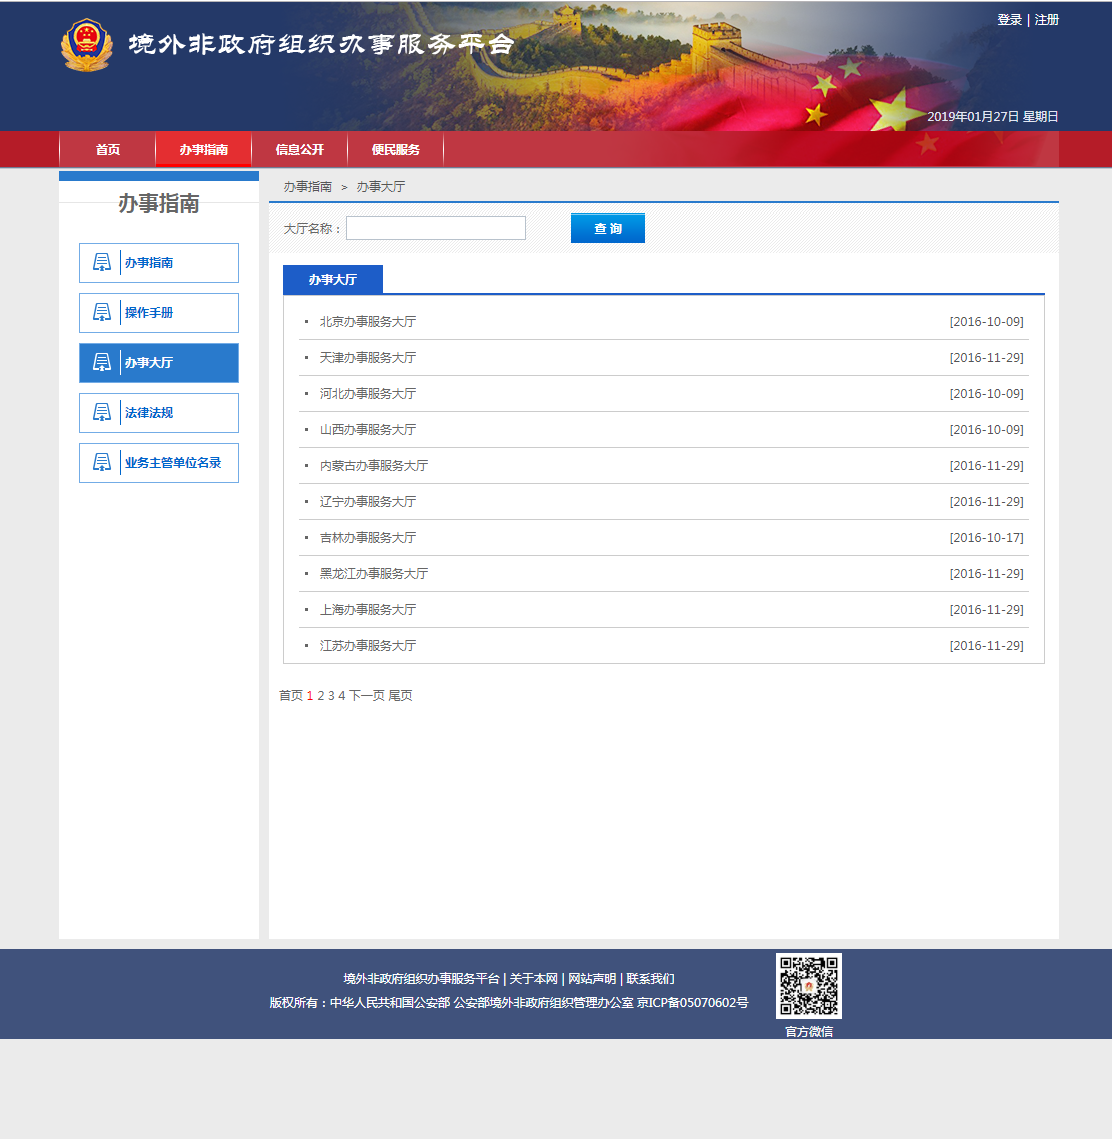 境外非政府组织办事服务平台
登录 | 注册
2019年01月27日 星期日
首页 办事指南 信息公开 便民服务
办事指南
办事指南
操作手册
办事大厅
法律法规
业务主管单位名录
办事指南 > 办事大厅
大厅名称： 查 询
办事大厅
北京办事服务大厅 [2016-10-09]
天津办事服务大厅 [2016-11-29]
河北办事服务大厅 [2016-10-09]
山西办事服务大厅 [2016-10-09]
内蒙古办事服务大厅 [2016-11-29]
辽宁办事服务大厅 [2016-11-29]
吉林办事服务大厅 [2016-10-17]
黑龙江办事服务大厅 [2016-11-29]
上海办事服务大厅 [2016-11-29]
江苏办事服务大厅 [2016-11-29]
首页 1 2 3 4 下一页 尾页
境外非政府组织办事服务平台 | 关于本网 | 网站声明 | 联系我们
版权所有：中华人民共和国公安部 公安部境外非政府组织管理办公室 京ICP备05070602号
官方微信